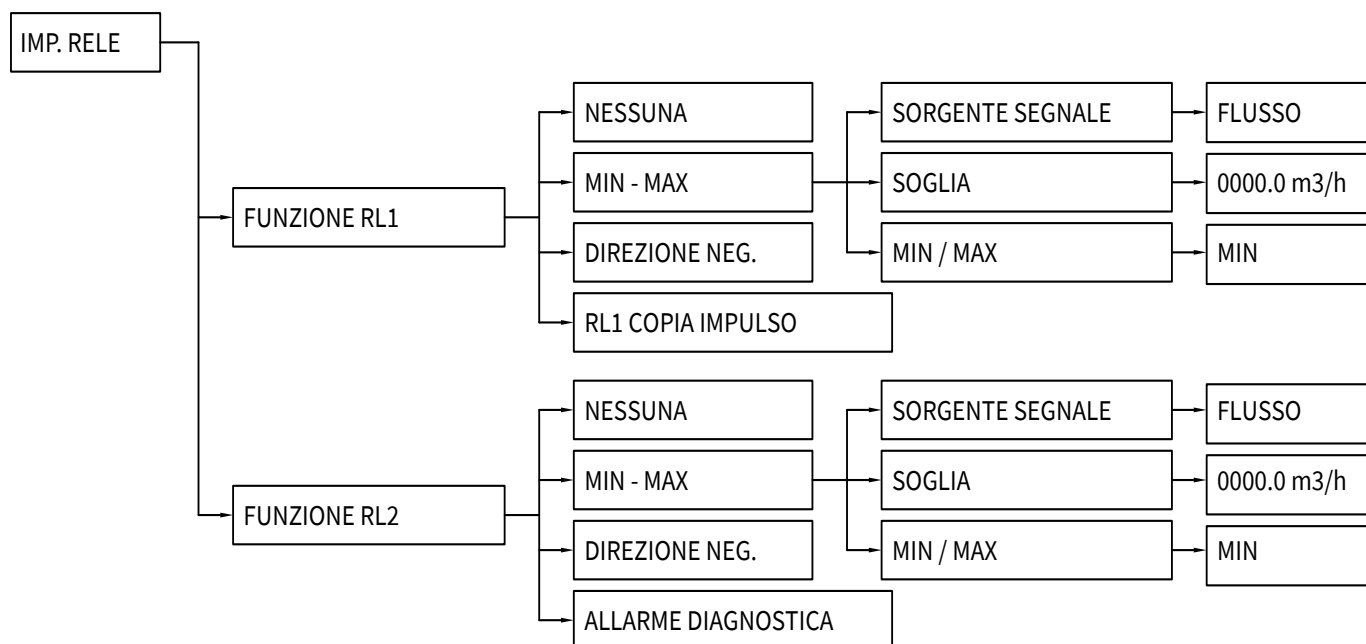 IMP. RELE
FUNZIONE RL1
NESSUNA
MIN - MAX
SORGENTE SEGNALE
FLUSSO
SOGLIA
0000.0 m3/h
MIN / MAX
MIN
DIREZIONE NEG.
RL1 COPIA IMPULSO
FUNZIONE RL2
NESSUNA
MIN - MAX
SORGENTE SEGNALE
FLUSSO
SOGLIA
0000.0 m3/h
MIN / MAX
MIN
DIREZIONE NEG.
ALLARME DIAGNOSTICA